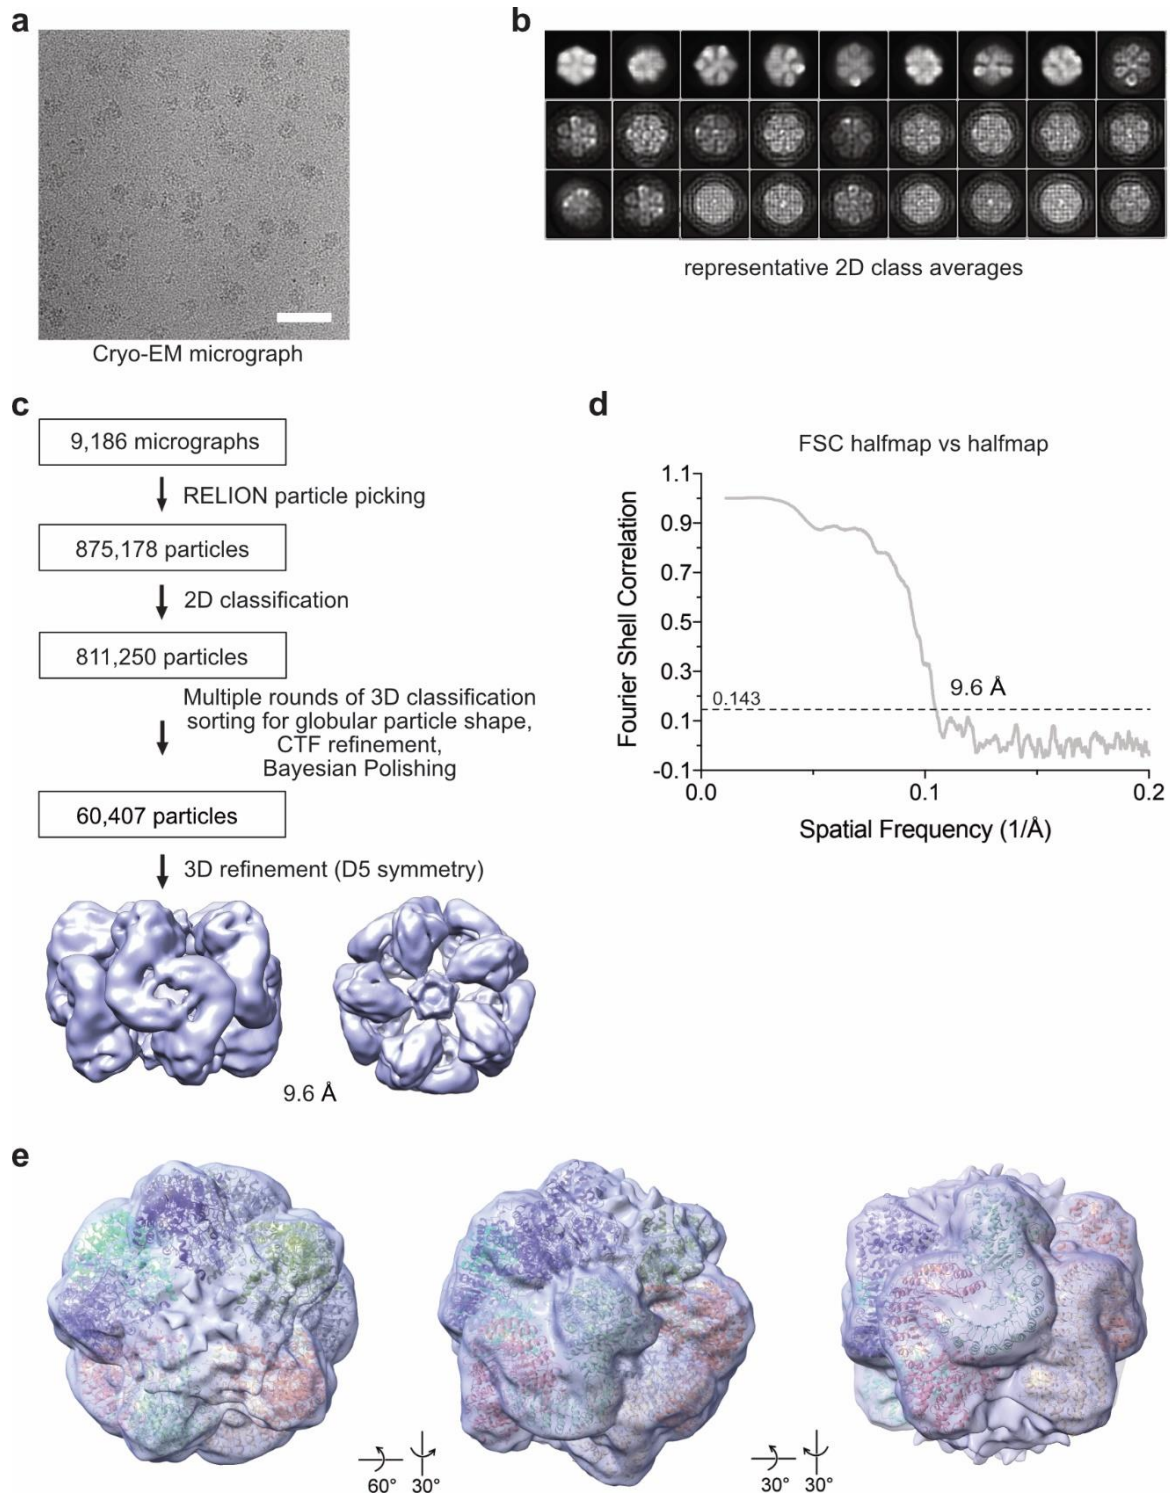 a
Cryo-EM micrograph
b
representative 2D class averages
c
9,186 micrographs
RELION particle picking
875,178 particles
2D classification
811,250 particles
Multiple rounds of 3D classification
sorting for globular particle shape,
CTF refinement,
Bayesian Polishing
60,407 particles
3D refinement (D5 symmetry)
9.6 Å
d
FSC halfmap vs halfmap
Fourier Shell Correlation
1.1
0.9
0.7
0.5
0.3
0.1
-0.1
0.143
9.6 Å
0.0
0.1
0.2
Spatial Frequency (1/Å)
e
60° 30°
30° 30°